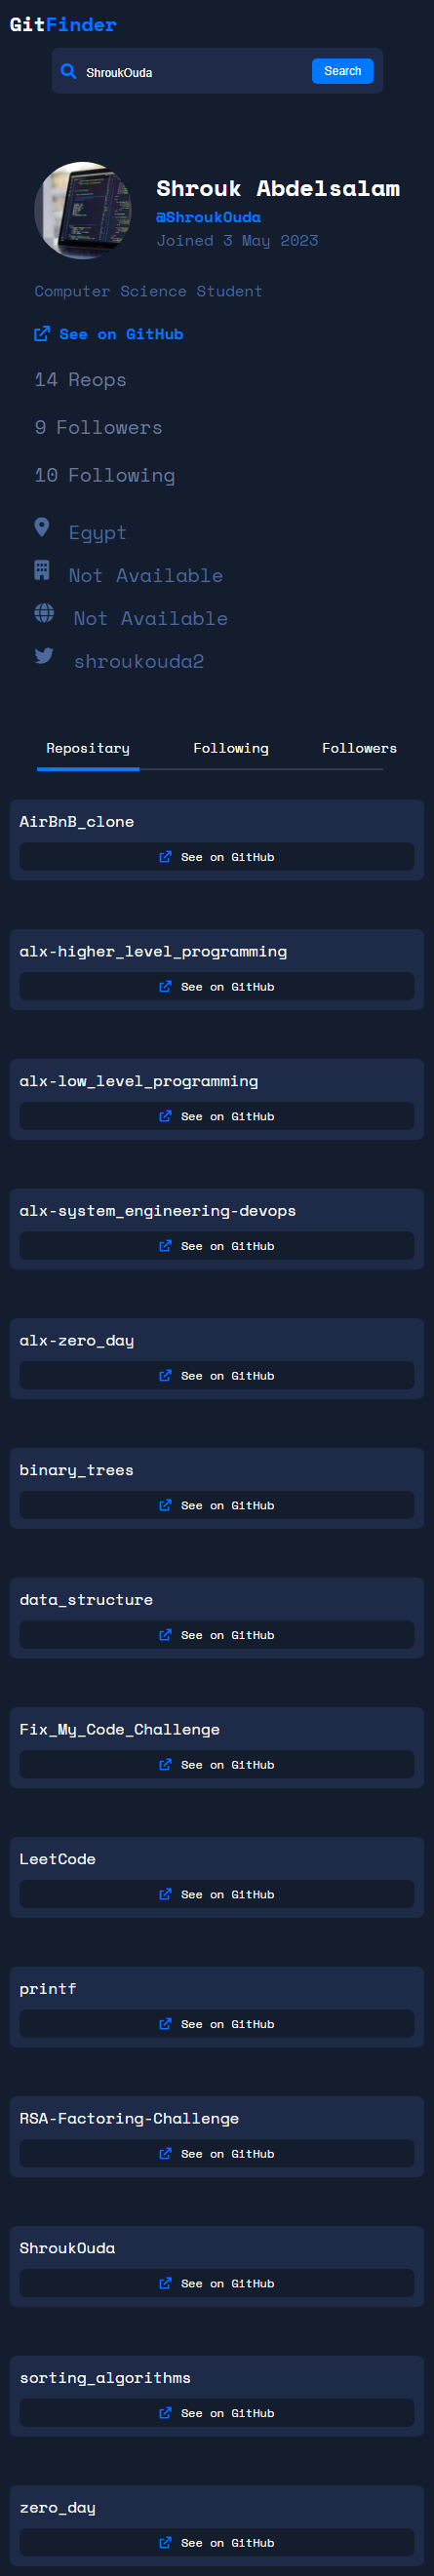 GitFinder
ShroukOuda
Search
Shrouk Abdelsalam
@ShroukOuda
Joined 3 May 2023
Computer Science Student
See on GitHub
14 Reops
9 Followers
10 Following
Egypt
Not Available
Not Available
shroukouda2
Repositary Following Followers
AirBnB_clone
See on GitHub
alx-higher_level_programming
See on GitHub
alx-low_level_programming
See on GitHub
alx-system_engineering-devops
See on GitHub
alx-zero_day
See on GitHub
binary_trees
See on GitHub
data_structure
See on GitHub
Fix_My_Code_Challenge
See on GitHub
LeetCode
See on GitHub
printf
See on GitHub
RSA-Factoring-Challenge
See on GitHub
ShroukOuda
See on GitHub
sorting_algorithms
See on GitHub
zero_day
See on GitHub